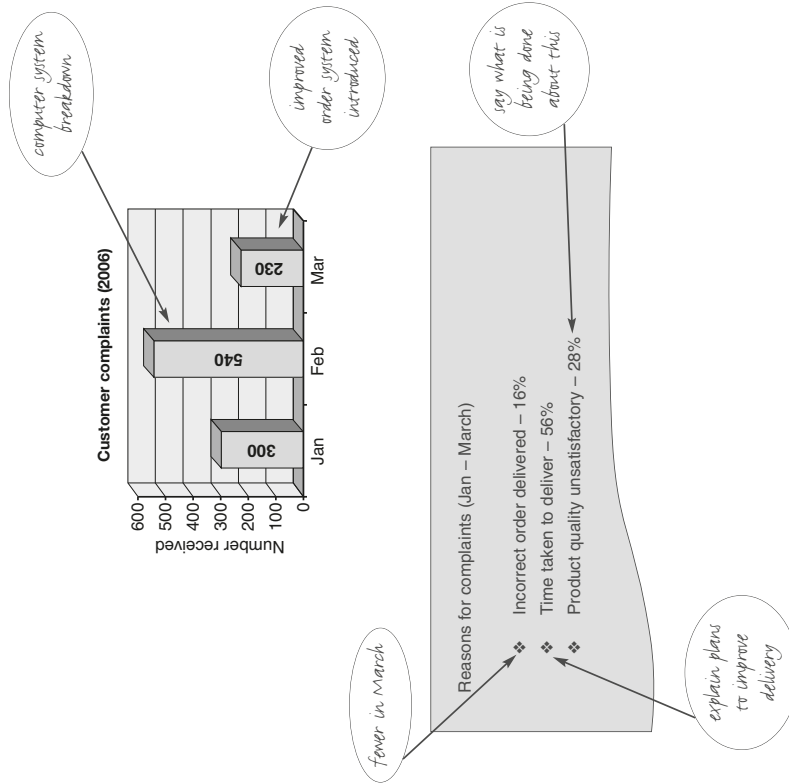 computer system
breakdown
improved
order system
introduced
Customer complaints (2006)
Number received
600
500
400
300
200
100
0
300
540
230
Jan
Feb
Mar
say what is
being done
about this
fewer in March
Reasons for complaints (Jan – March)
❖ Incorrect order delivered – 16%
❖ Time taken to deliver – 56%
❖ Product quality unsatisfactory – 28%
explain plans
to improve
delivery